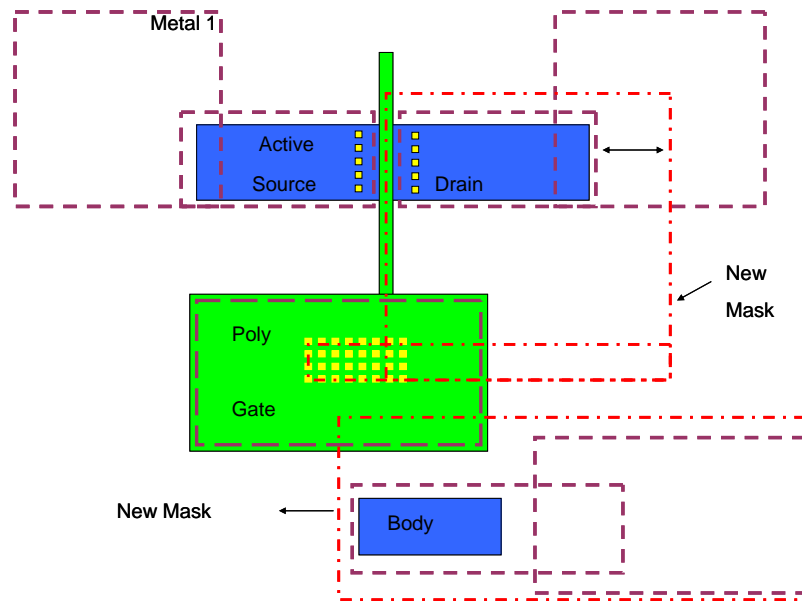 Metal 1
Active
Source
Drain
New
Mask
Poly
Gate
New Mask
Body